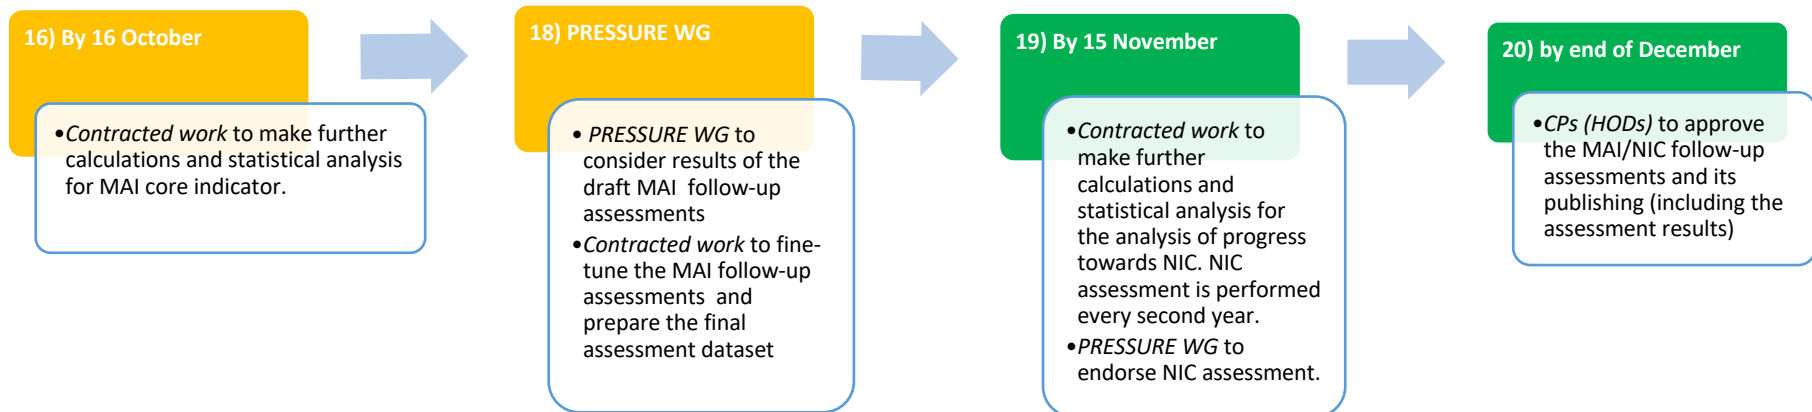 16) By 16 October
•Contracted work to make further
calculations and statistical analysis
for MAI core indicator.
18) PRESSURE WG
• PRESSURE WG to
consider results of the
draft MAI  follow-up
assessments
•Contracted work to fine-
tune the MAI follow-up
assessments  and
prepare the final
assessment dataset
19) By 15 November
•Contracted work to
make further
calculations and
statistical analysis for
the analysis of progress
towards NIC. NIC
assessment is performed
every second year.
•PRESSURE WG to
endorse NIC assessment.
20) by end of December
•CPs (HODs) to approve
the MAI/NIC follow-up
assessments and its
publishing (including the
assessment results)